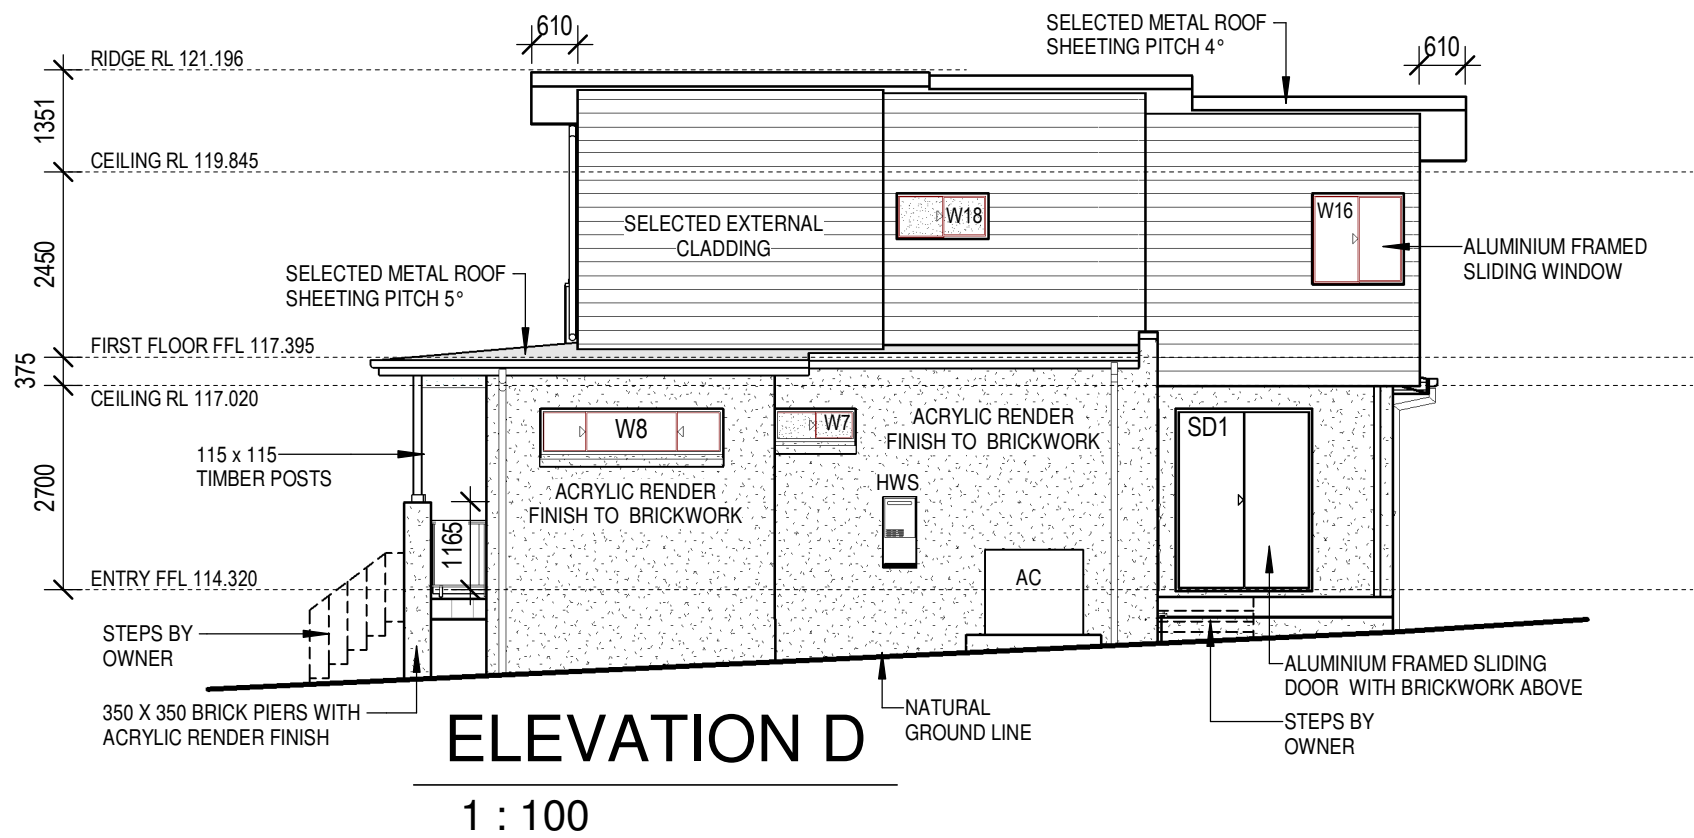 610
SELECTED METAL ROOF
SHEETING PITCH 4°
610
RIDGE RL 121.196
1351
CEILING RL 119.845
2450
SELECTED EXTERNAL
CLADDING
W18
W16
ALUMINIUM FRAMED
SLIDING WINDOW
SELECTED METAL ROOF
SHEETING PITCH 5°
FIRST FLOOR FFL 117.395
375
CEILING RL 117.020
2700
115 x 115
TIMBER POSTS
W8
W7
ACRYLIC RENDER
FINISH TO BRICKWORK
SD1
ACRYLIC RENDER
FINISH TO BRICKWORK
HWS
1165
AC
ENTRY FFL 114.320
STEPS BY
OWNER
350 X 350 BRICK PIERS WITH
ACRYLIC RENDER FINISH
NATURAL
GROUND LINE
ALUMINIUM FRAMED SLIDING
DOOR WITH BRICKWORK ABOVE
STEPS BY
OWNER
ELEVATION D
1 : 100